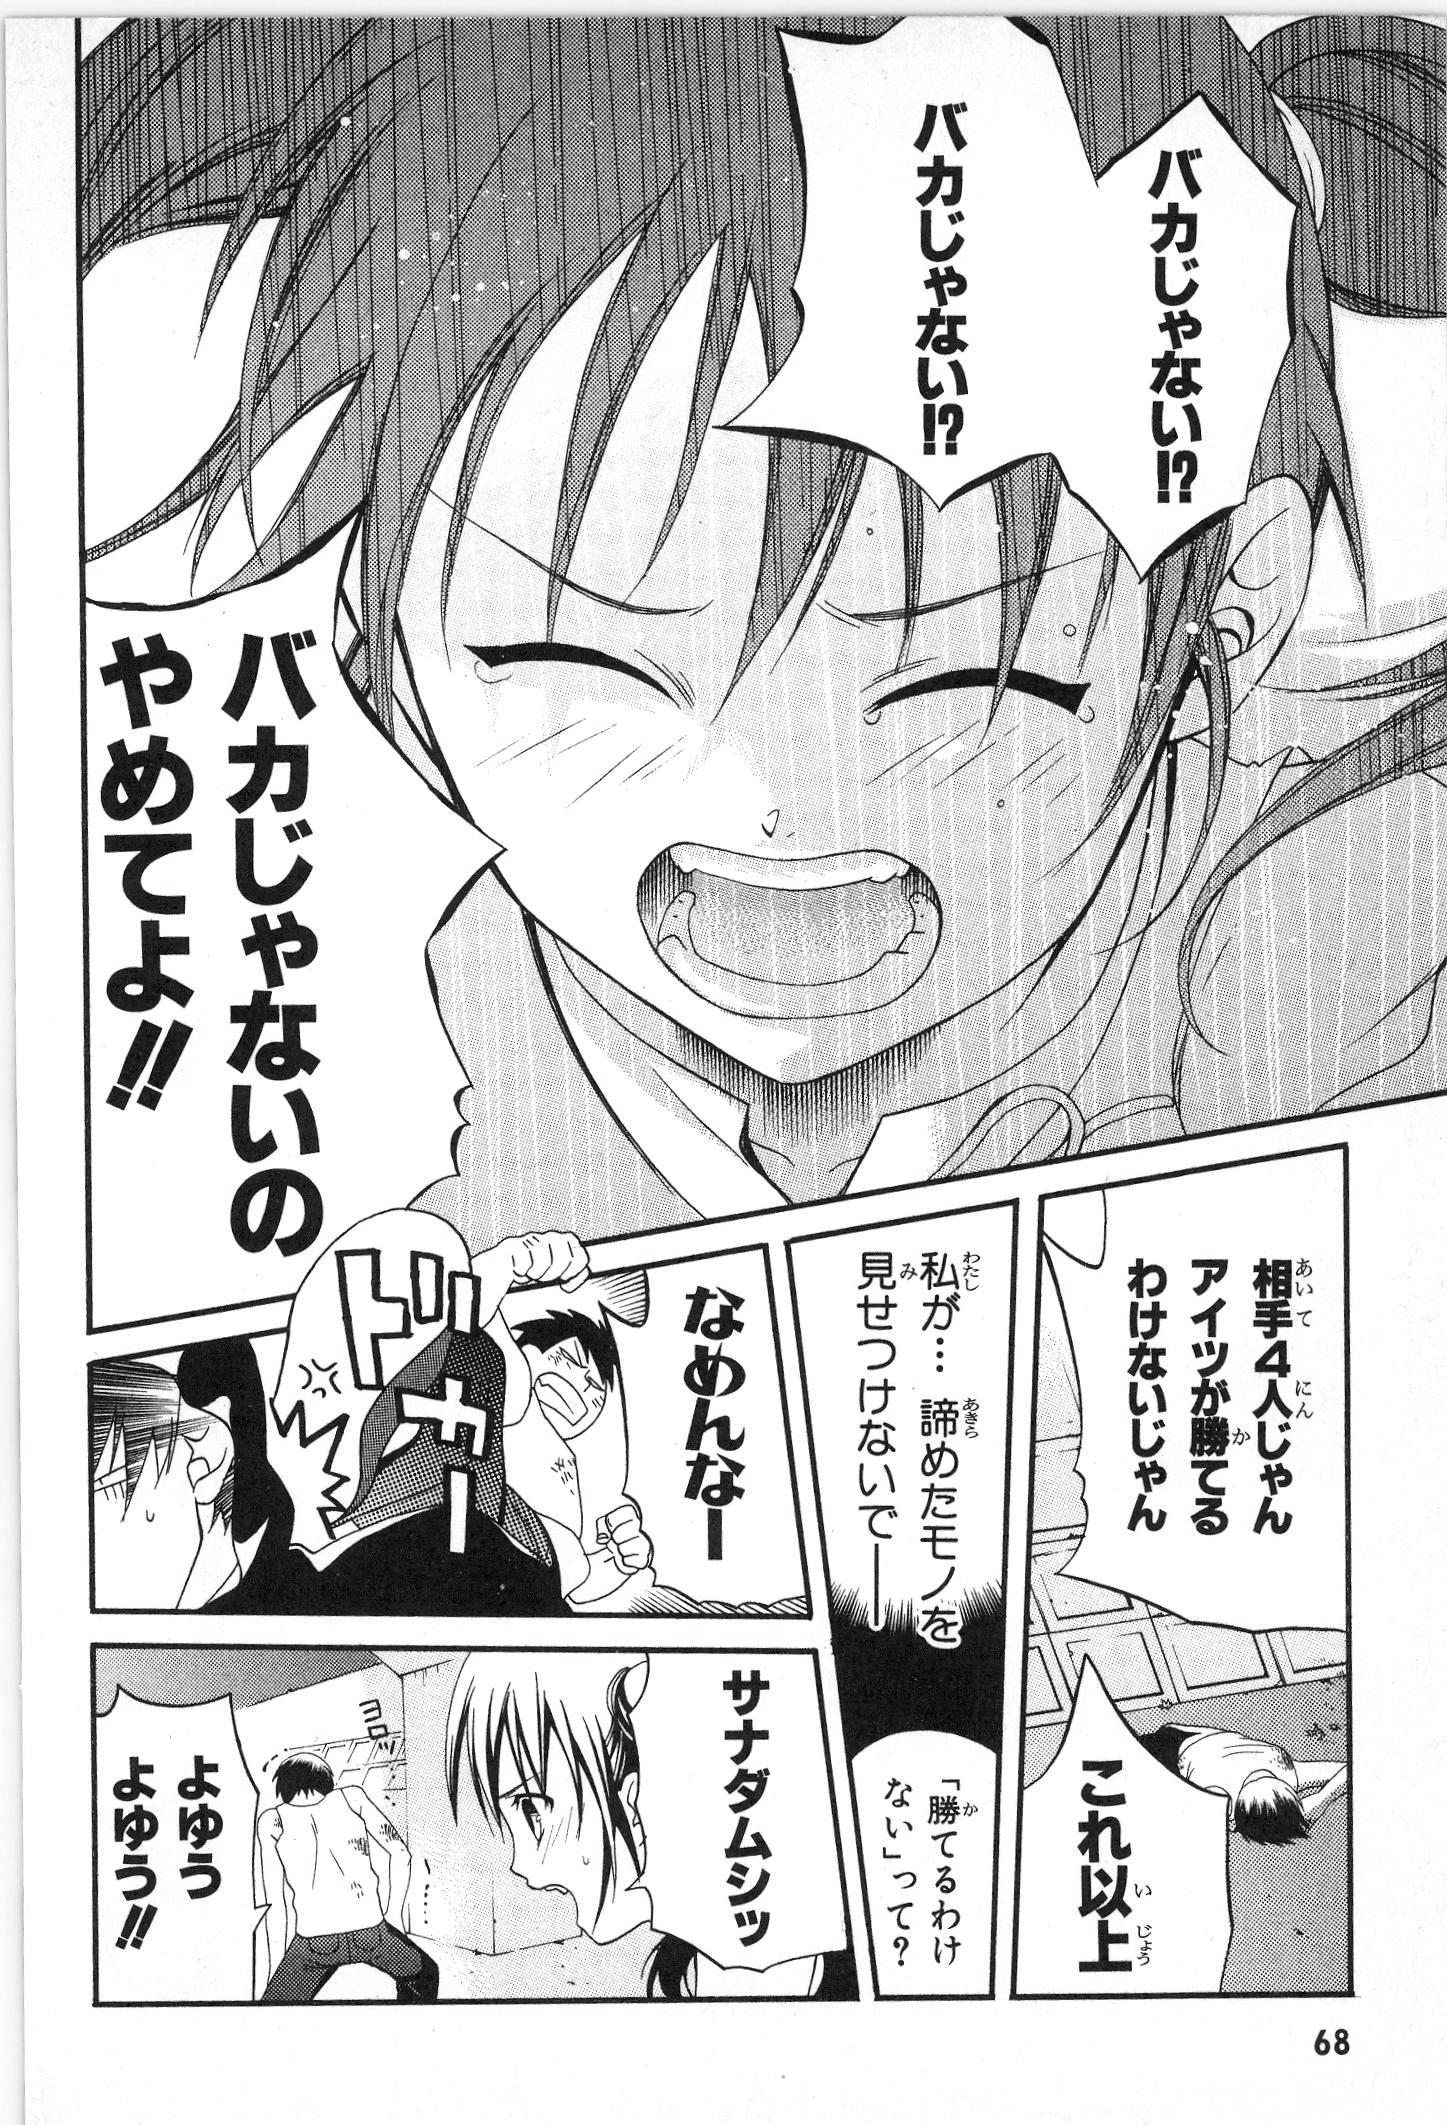 バカじゃない!?
バカじゃない!?
バカじゃないの
やめてよ!!
相手4人じゃん
アイツが勝てる
わけないじゃん
これ以上
私が…諦めたモノを
見せつけないで——
「勝てるわけ
ない」って?
なめんなー
ドガー
サナダムシッ
ヨロ
よゆう
よゆう!!
68